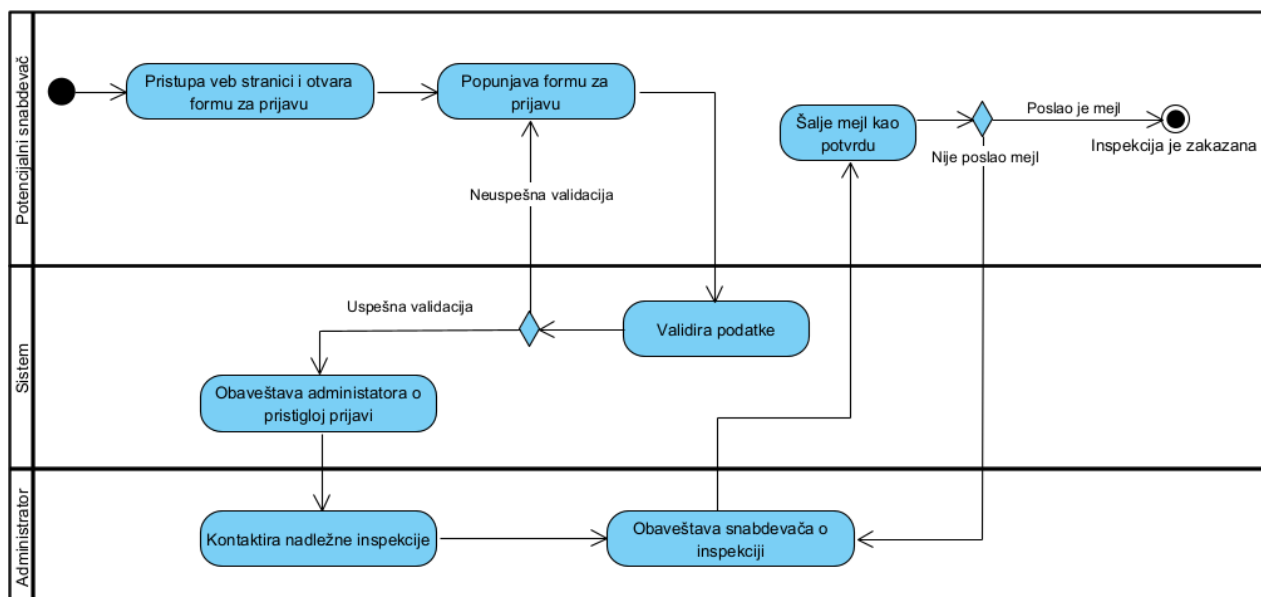 Potencijalni snabdevač
Pristupa veb stranici i otvara
formu za prijavu
Popunjava formu za
prijavu
Šalje mejl kao
potvrdu
Poslao je mejl
Nije poslao mejl
Inspekcija je zakazana
Neuspešna validacija
Sistem
Uspešna validacija
Validira podatke
Obaveštava administatora o
pristigloj prijavi
Administrator
Kontaktira nadležne inspekcije
Obaveštava snabdevača o
inspekciji